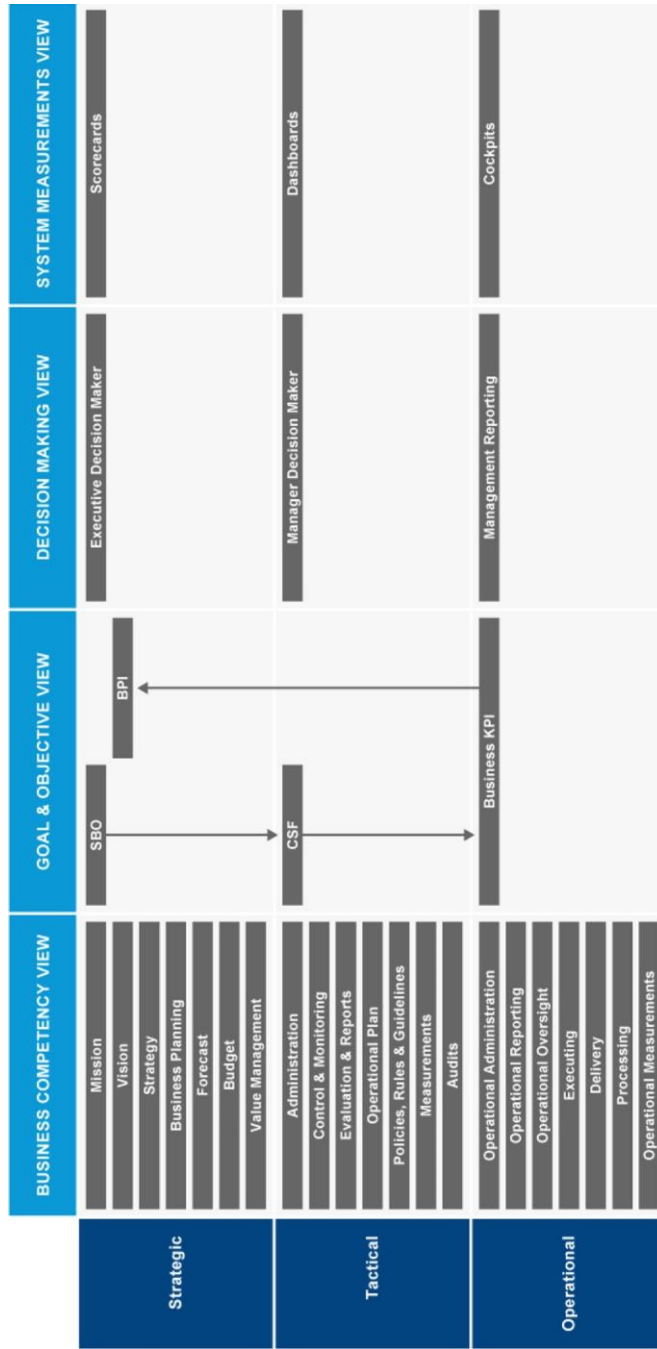 BUSINESS COMPETENCY VIEW
GOAL & OBJECTIVE VIEW
DECISION MAKING VIEW
SYSTEM MEASUREMENTS VIEW
Strategic
Mission
Vision
Strategy
Business Planning
Forecast
Budget
Value Management
SBO
BPI
Executive Decision Maker
Scorecards
Tactical
Administration
Control & Monitoring
Evaluation & Reports
Operational Plan
Policies, Rules & Guidelines
Measurements
Audits
CSF
Manager Decision Maker
Dashboards
Operational
Operational Administration
Operational Reporting
Operational Oversight
Executing
Delivery
Processing
Operational Measurements
Business KPI
Management Reporting
Cockpits